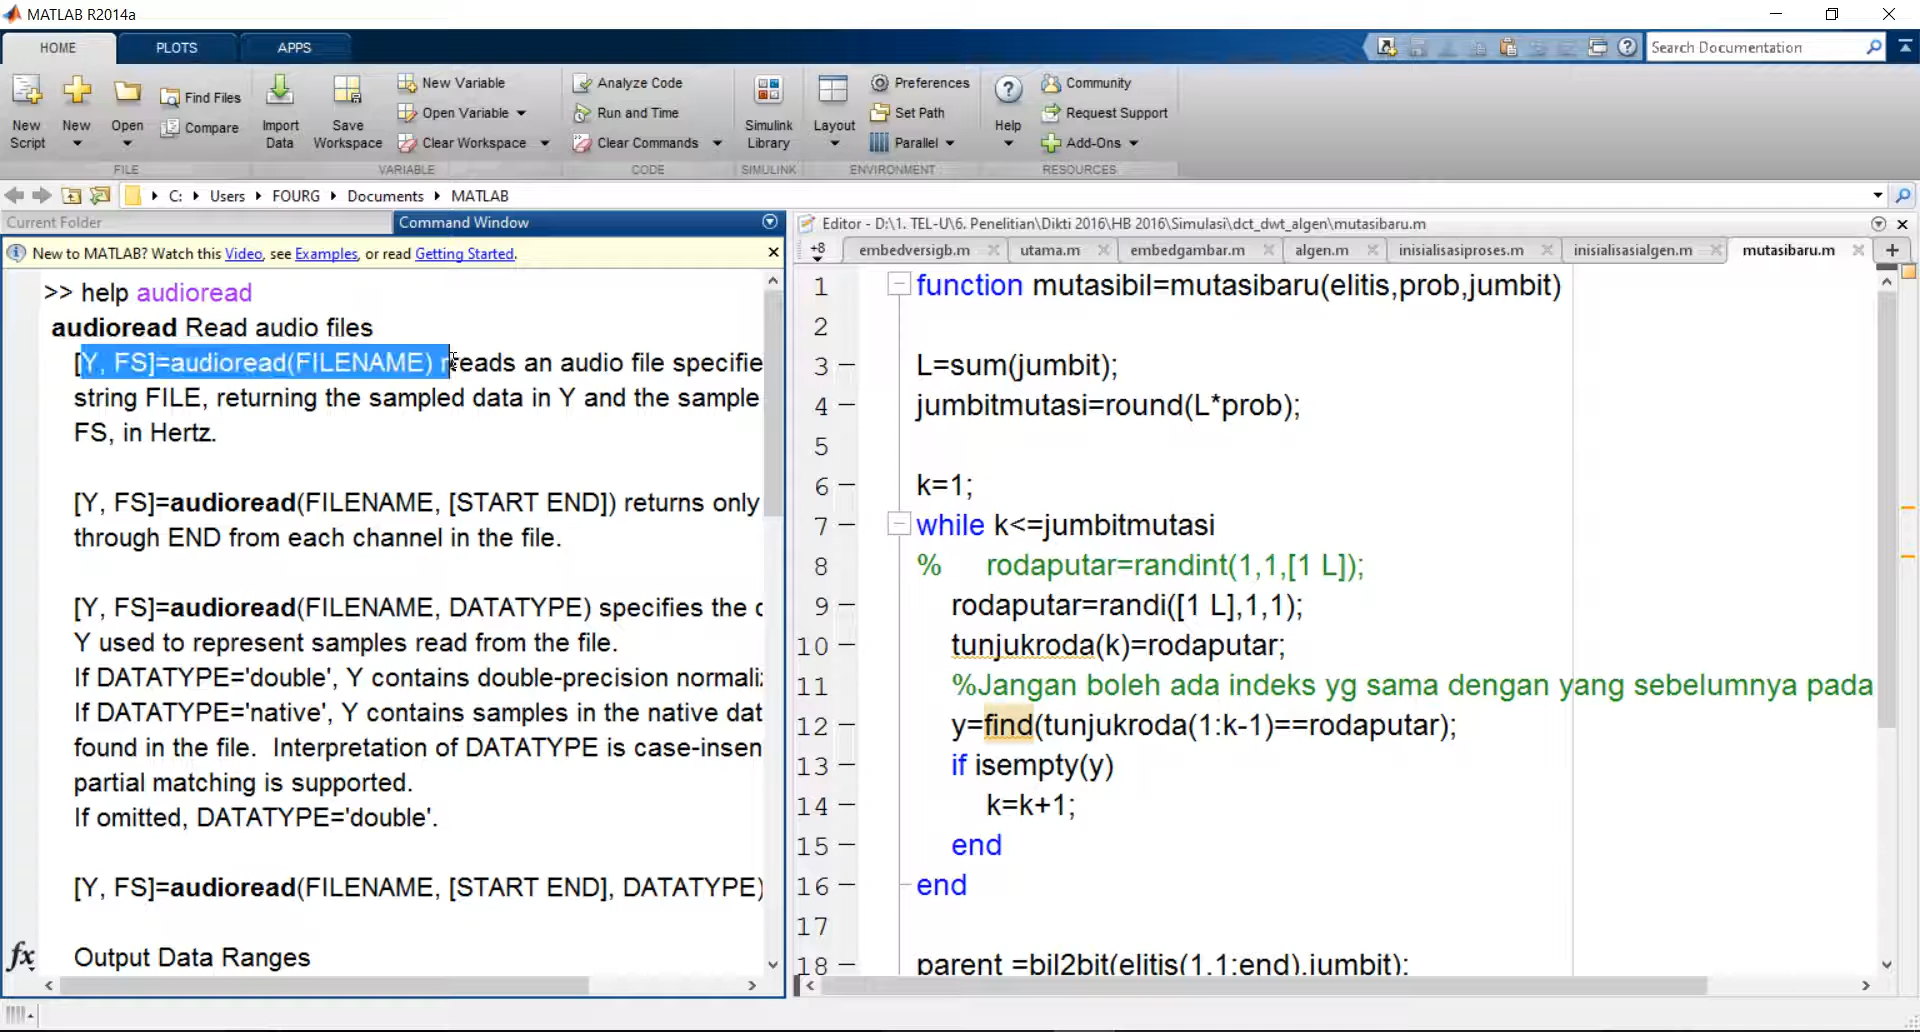 MATLAB R2014a
HOME PLOTS APPS
Search Documentation
New Script
New
Open
Find Files
Compare
Import Data
Save Workspace
New Variable
Open Variable
Clear Workspace
Analyze Code
Run and Time
Clear Commands
Simulink Library
Layout
Preferences
Set Path
Parallel
Help
Community
Request Support
Add-Ons
FILE VARIABLE CODE SIMULINK ENVIRONMENT RESOURCES
C: Users FOURG Documents MATLAB
Current Folder
Command Window
New to MATLAB? Watch this Video, see Examples, or read Getting Started.
>> help audioread
audioread Read audio files
[Y, FS]=audioread(FILENAME) reads an audio file specifie
string FILE, returning the sampled data in Y and the sample
FS, in Hertz.
[Y, FS]=audioread(FILENAME, [START END]) returns only
through END from each channel in the file.
[Y, FS]=audioread(FILENAME, DATATYPE) specifies the
Y used to represent samples read from the file.
If DATATYPE='double', Y contains double-precision normali
If DATATYPE='native', Y contains samples in the native dat
found in the file.  Interpretation of DATATYPE is case-insen
partial matching is supported.
If omitted, DATATYPE='double'.
[Y, FS]=audioread(FILENAME, [START END], DATATYPE)
Output Data Ranges
fx
Editor - D:\1. TEL-U\6. Penelitian\Dikti 2016\HB 2016\Simulasi\dct_dwt_algen\mutasibaru.m
+8 embedversigb.m utama.m embedgambar.m algen.m inisialisasiproses.m inisialisasialgen.m mutasibaru.m
1 function mutasibil=mutasibaru(elitis,prob,jumbit)
2
3 L=sum(jumbit);
4 jumbitmutasi=round(L*prob);
5
6 k=1;
7 while k<=jumbitmutasi
8 % rodaputar=randint(1,1,[1 L]);
9 rodaputar=randi([1 L],1,1);
10 tunjukroda(k)=rodaputar;
11 %Jangan boleh ada indeks yg sama dengan yang sebelumnya pada
12 y=find(tunjukroda(1:k-1)==rodaputar);
13 if isempty(y)
14 k=k+1;
15 end
16 end
17
18 parent =bil2bit(elitis(1,1:end),jumbit);